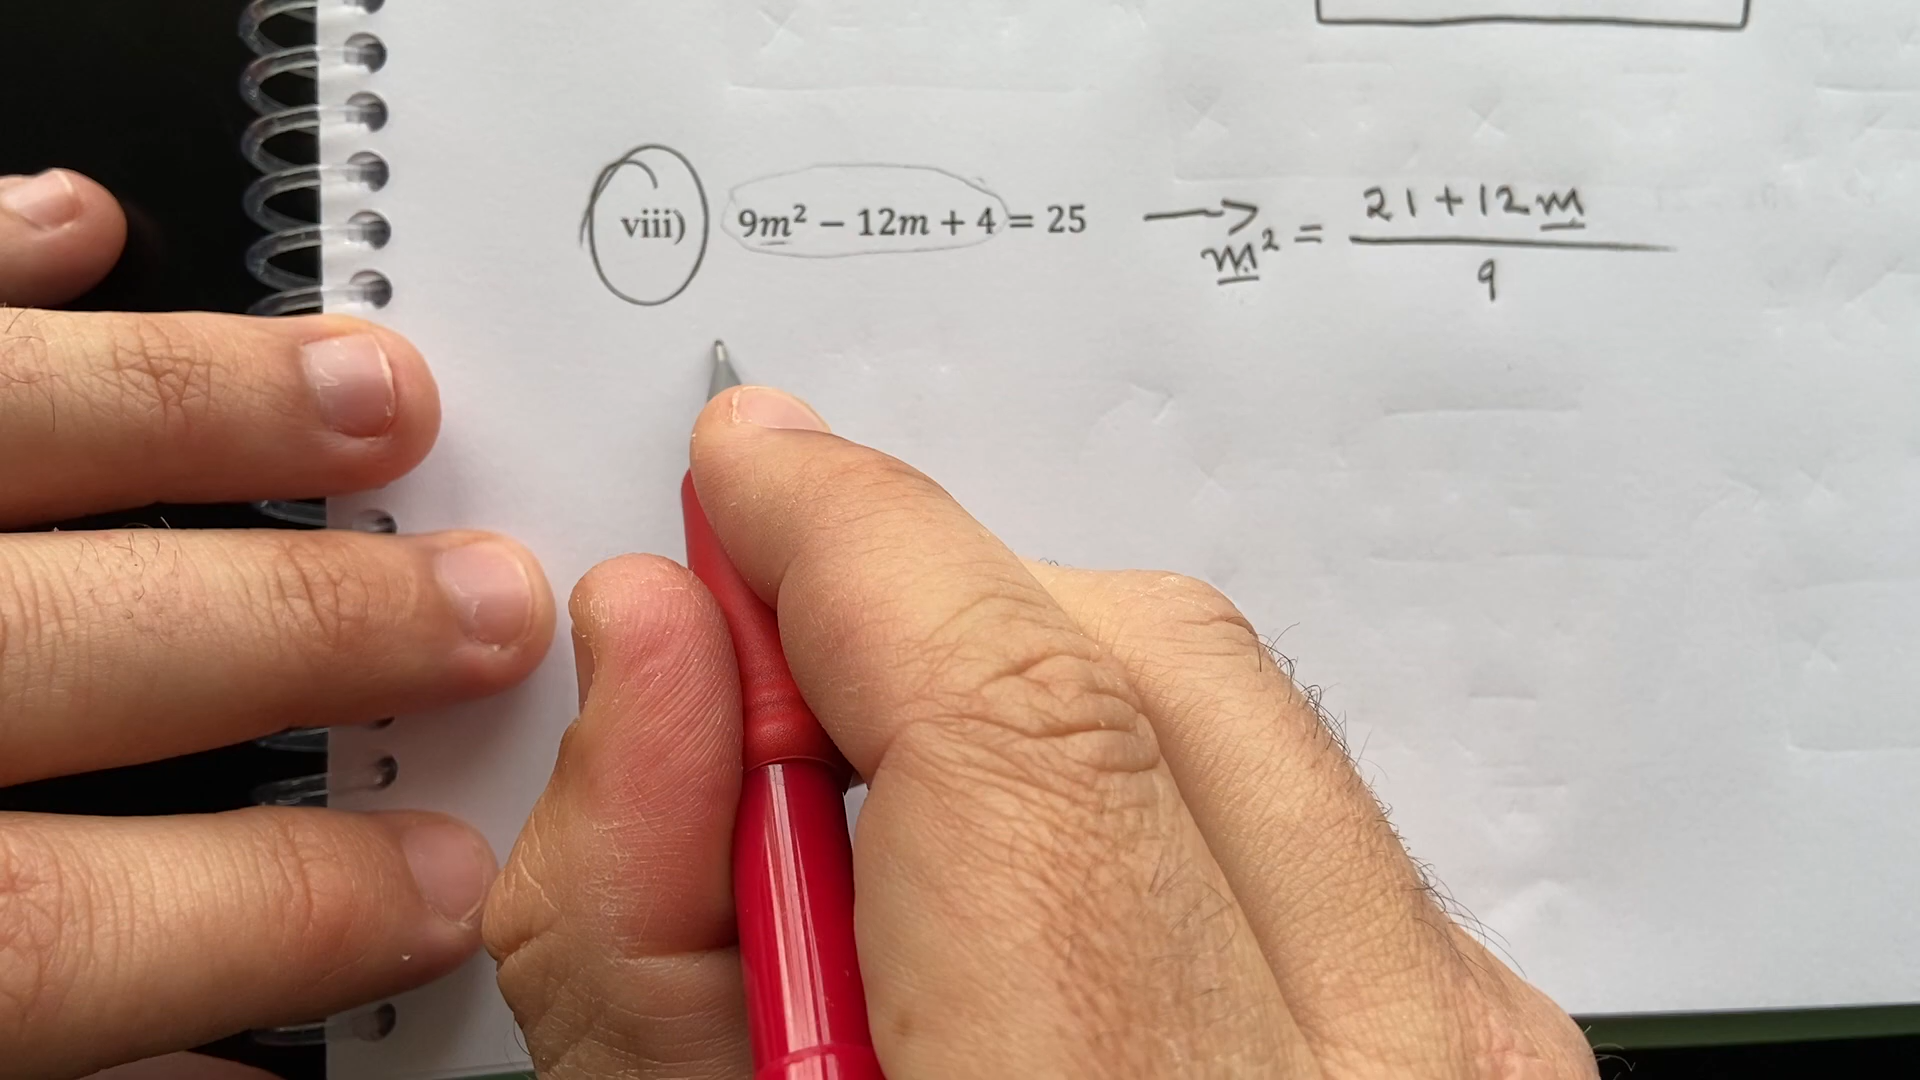 viii) 9m² − 12m + 4 = 25 → m² = 21 + 12m / 9